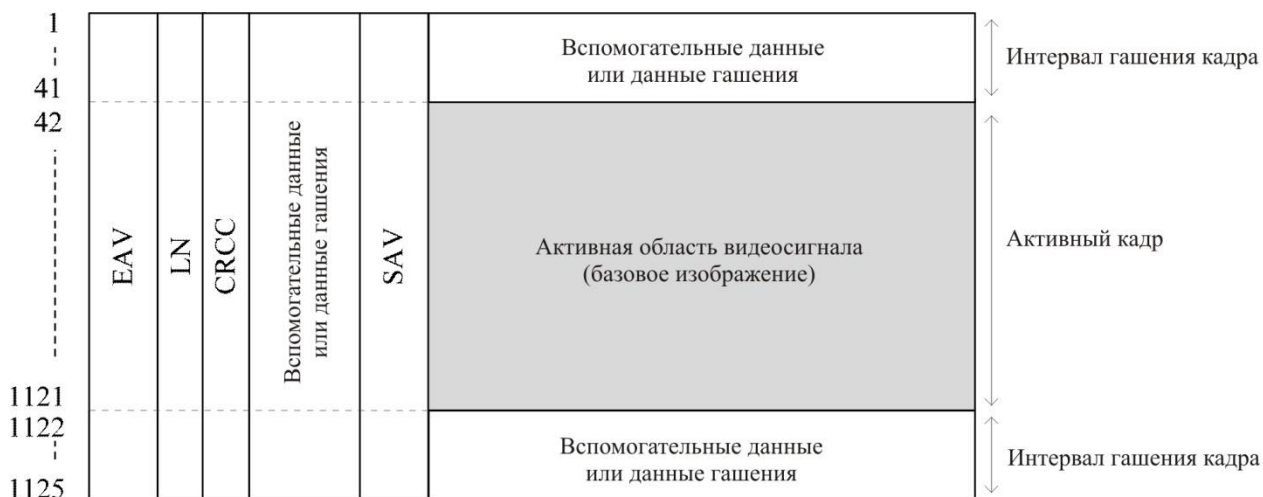 1
41
42
1121
1122
1125
EAV
LN
CRCC
Вспомогательные данные
или данные гашения
SAV
Вспомогательные данные
или данные гашения
Интервал гашения кадра
Активная область видеосигнала
(базовое изображение)
Активный кадр
Вспомогательные данные
или данные гашения
Интервал гашения кадра